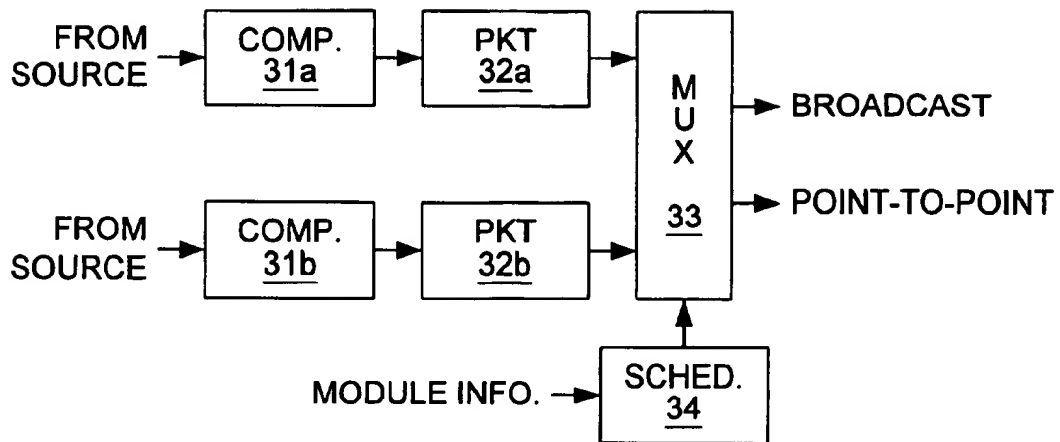 FROM
SOURCE
COMP.
31a
PKT
32a
MUX
33
BROADCAST
POINT-TO-POINT
FROM
SOURCE
COMP.
31b
PKT
32b
MODULE INFO.
SCHED.
34